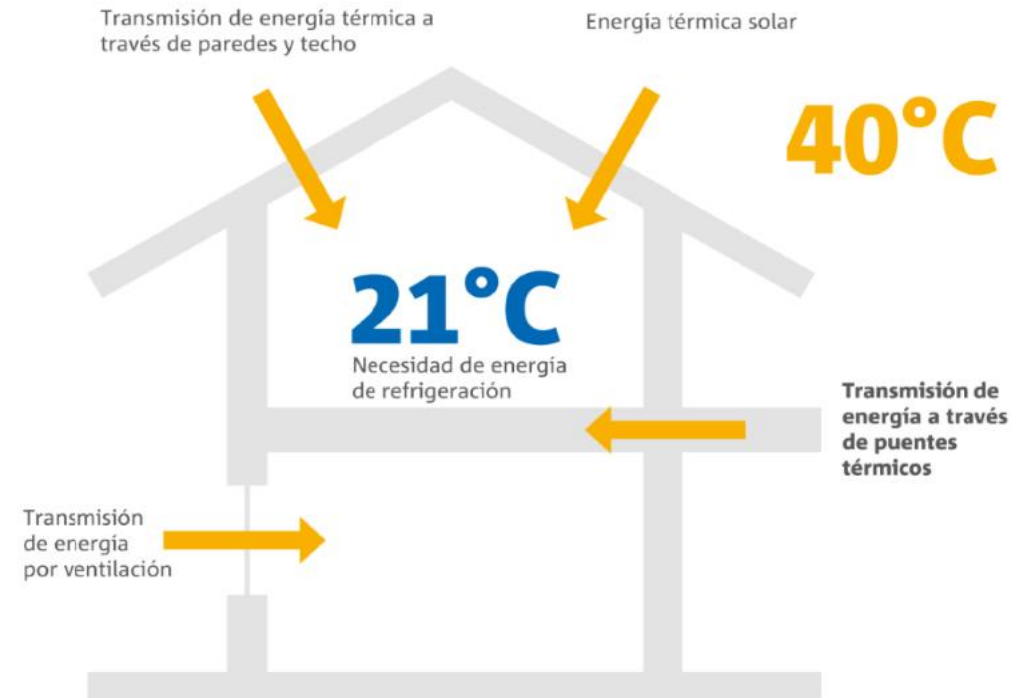 Transmisión de energía térmica a
través de paredes y techo
Energía térmica solar
40°C
21°C
Necesidad de energía
de refrigeración
Transmisión de
energía a través
de puentes
térmicos
Transmisión
de energía
por ventilación